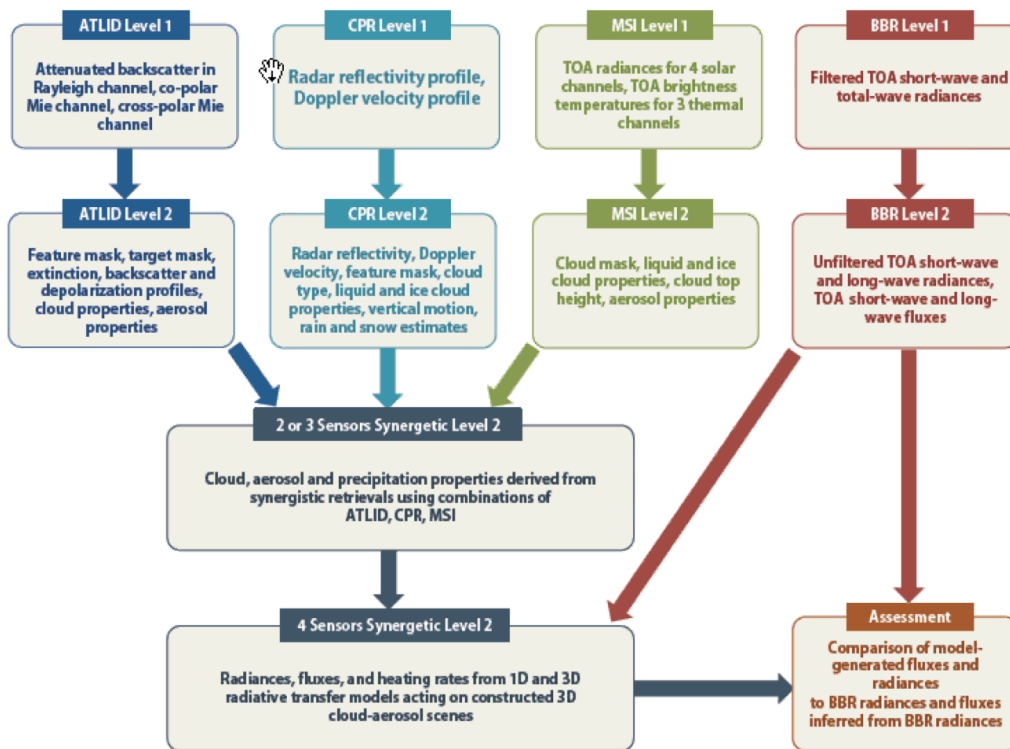 ATLID Level 1
Attenuated backscatter in
Rayleigh channel, co-polar
Mie channel, cross-polar Mie
channel
CPR Level 1
Radar reflectivity profile,
Doppler velocity profile
MSI Level 1
TOA radiances for 4 solar
channels, TOA brightness
temperatures for 3 thermal
channels
BBR Level 1
Filtered TOA short-wave and
total-wave radiances
ATLID Level 2
Feature mask, target mask,
extinction, backscatter and
depolarization profiles,
cloud properties, aerosol
properties
CPR Level 2
Radar reflectivity, Doppler
velocity, feature mask, cloud
type, liquid and ice cloud
properties, vertical motion,
rain and snow estimates
MSI Level 2
Cloud mask, liquid and ice
cloud properties, cloud top
height, aerosol properties
BBR Level 2
Unfiltered TOA short-wave
and long-wave radiances,
TOA short-wave and long-
wave fluxes
2 or 3 Sensors Synergetic Level 2
Cloud, aerosol and precipitation properties derived from
synergistic retrievals using combinations of
ATLID, CPR, MSI
4 Sensors Synergetic Level 2
Radiances, fluxes, and heating rates from 1D and 3D
radiative transfer models acting on constructed 3D
cloud-aerosol scenes
Assessment
Comparison of model-
generated fluxes and
radiances
to BBR radiances and fluxes
inferred from BBR radiances